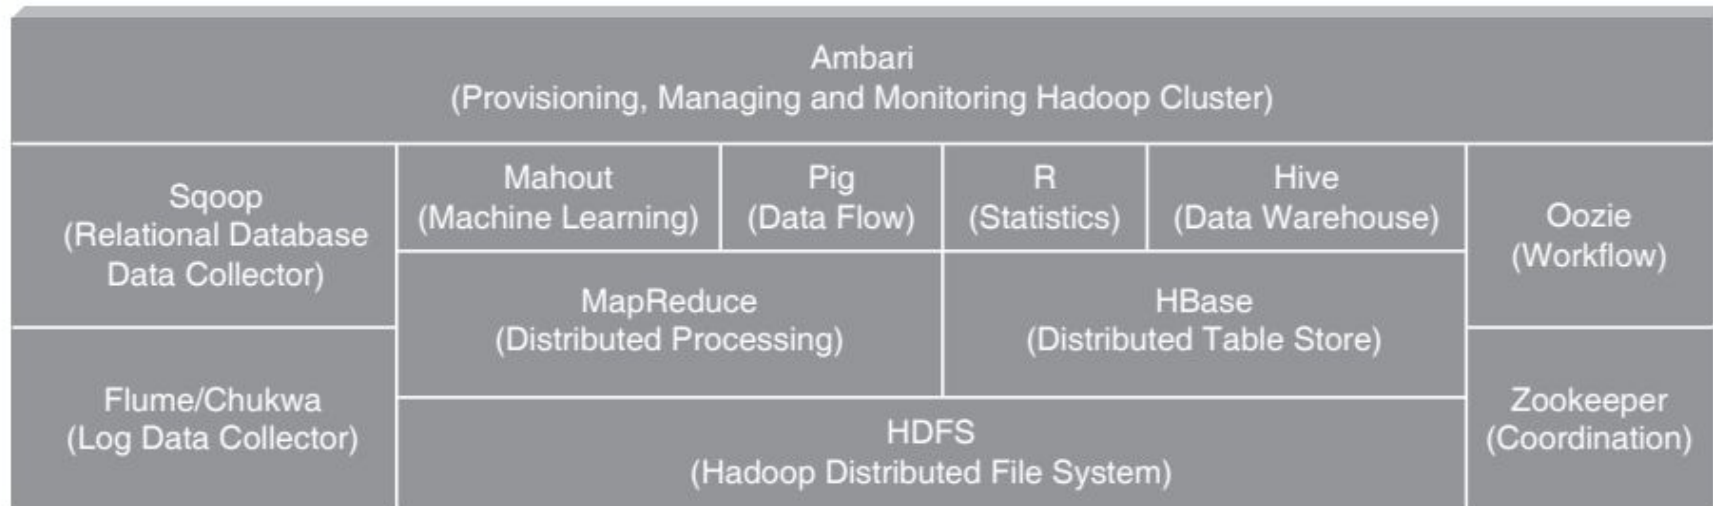 Ambari
(Provisioning, Managing and Monitoring Hadoop Cluster)
Sqoop
(Relational Database
Data Collector)
Mahout
(Machine Learning)
Pig
(Data Flow)
R
(Statistics)
Hive
(Data Warehouse)
Oozie
(Workflow)
MapReduce
(Distributed Processing)
HBase
(Distributed Table Store)
Flume/Chukwa
(Log Data Collector)
HDFS
(Hadoop Distributed File System)
Zookeeper
(Coordination)